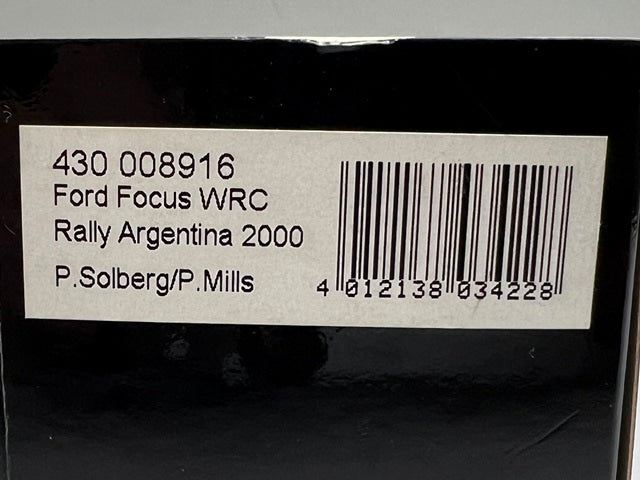 430 008916
Ford Focus WRC
Rally Argentina 2000
P.Solberg/P.Mills
4 012138 034228